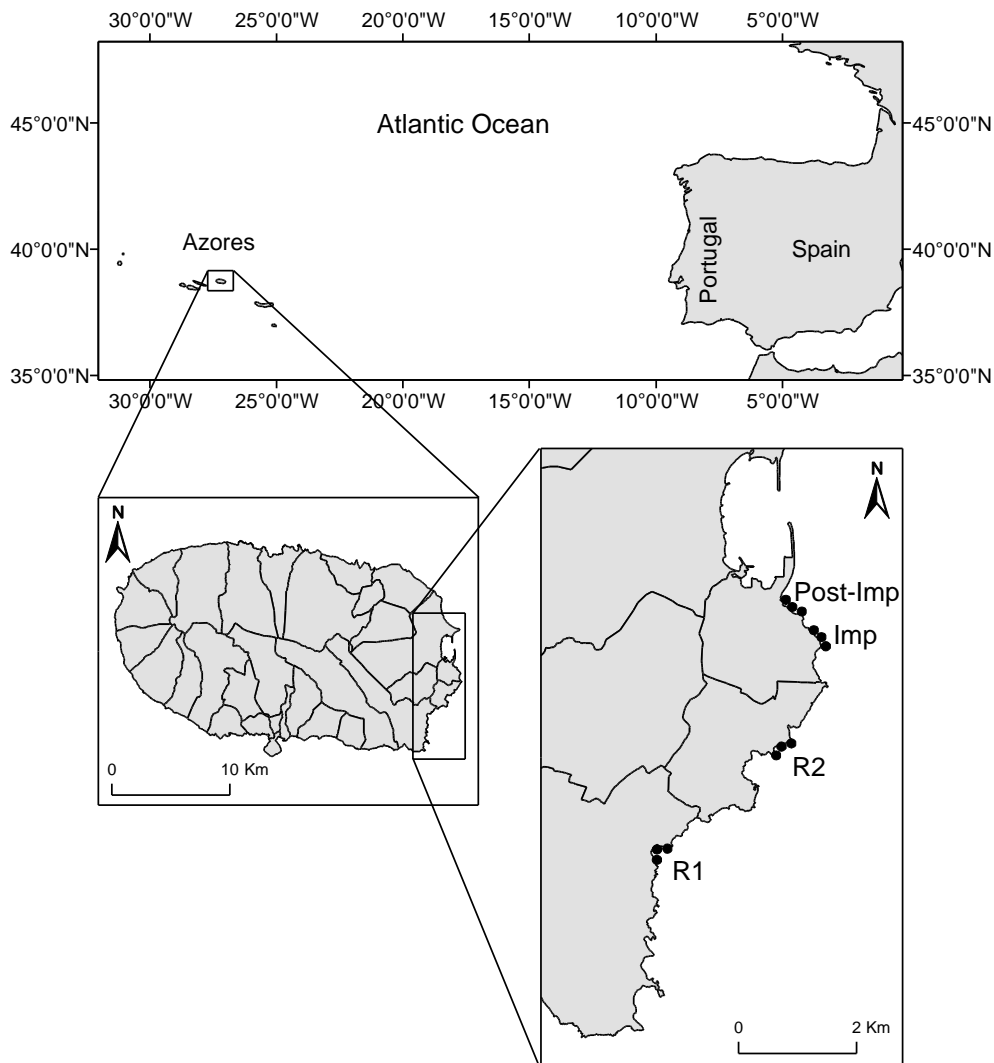 30°0'0"W 25°0'0"W 20°0'0"W 15°0'0"W 10°0'0"W 5°0'0"W
45°0'0"N 45°0'0"N
Atlantic Ocean
40°0'0"N 40°0'0"N
Azores
Portugal
Spain
35°0'0"N 35°0'0"N
30°0'0"W 25°0'0"W 20°0'0"W 15°0'0"W 10°0'0"W 5°0'0"W
N
0 10 Km
N
Post-Imp
Imp
R2
R1
0 2 Km